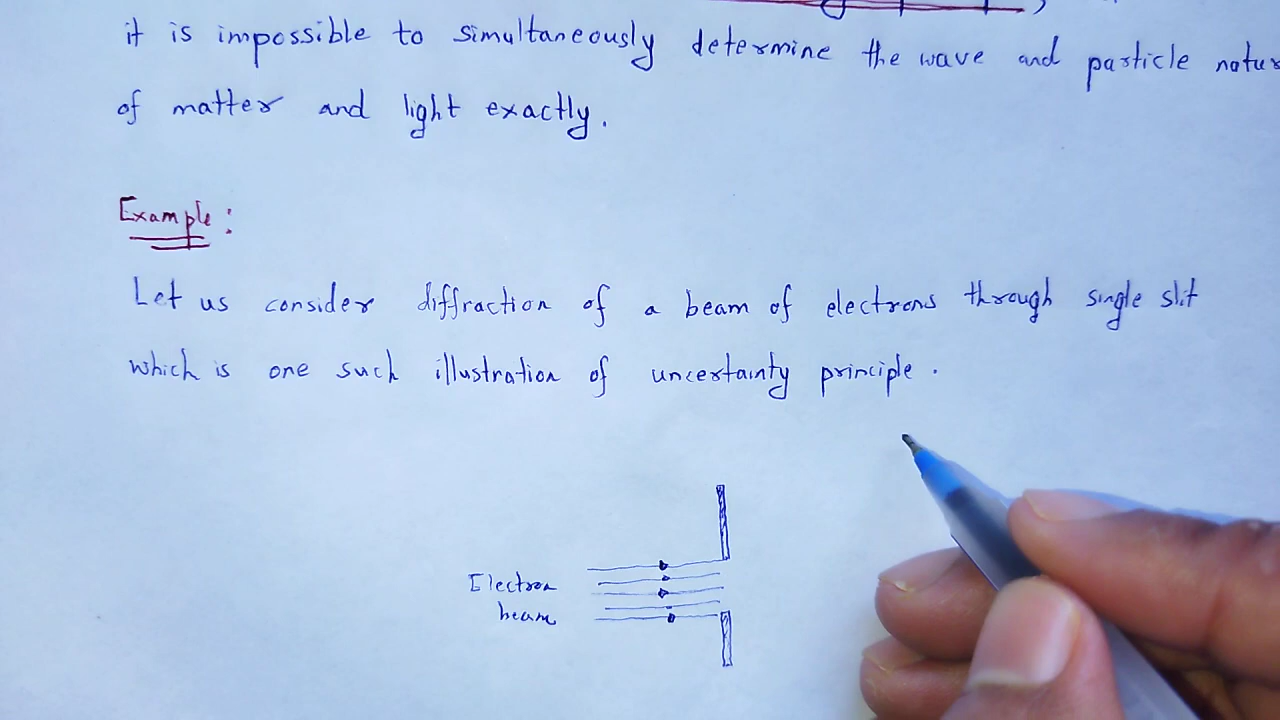 it is impossible to simultaneously determine the wave and particle natur
of matter and light exactly.
Example:
Let us consider diffraction of a beam of electrons through single slit
which is one such illustration of uncertainty principle.
Electron
beam